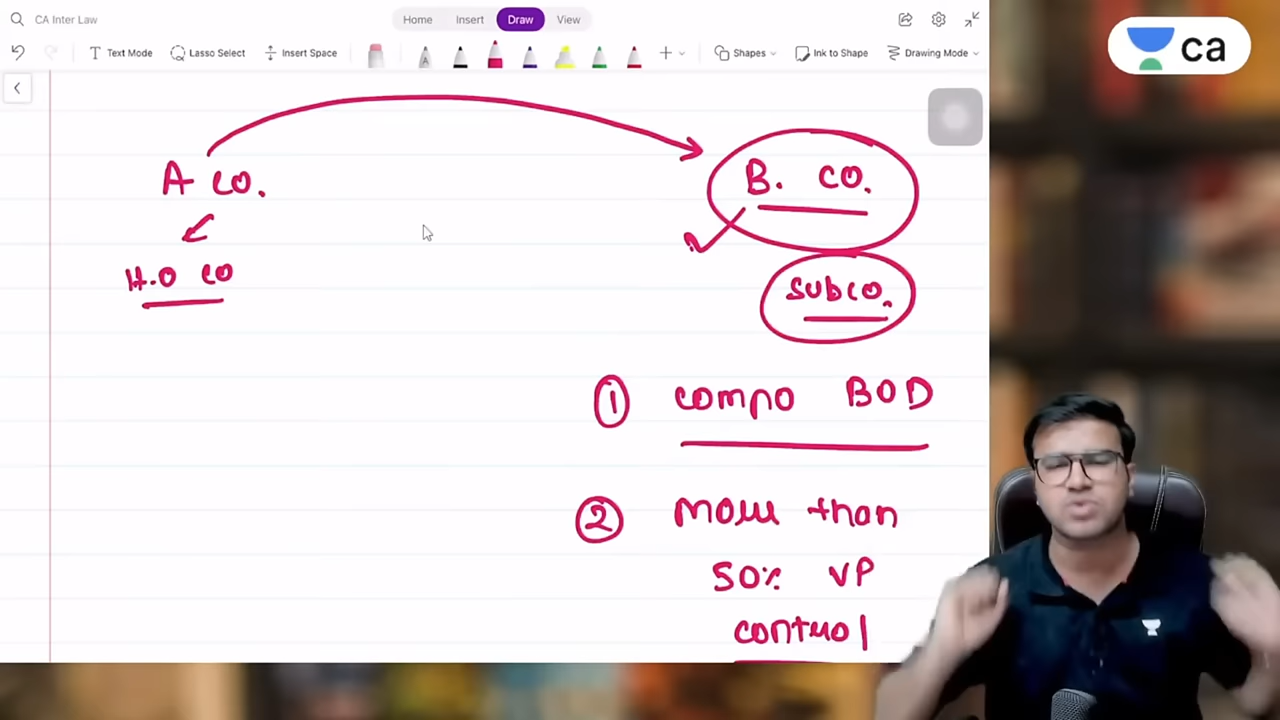 CA Inter Law
Home Insert Draw View
Text Mode Lasso Select Insert Space Shapes Ink to Shape Drawing Mode
ca
A CO.
B. CO.
H.O CO
SUBCO.
① compo BOD
② more than
50% VP
control